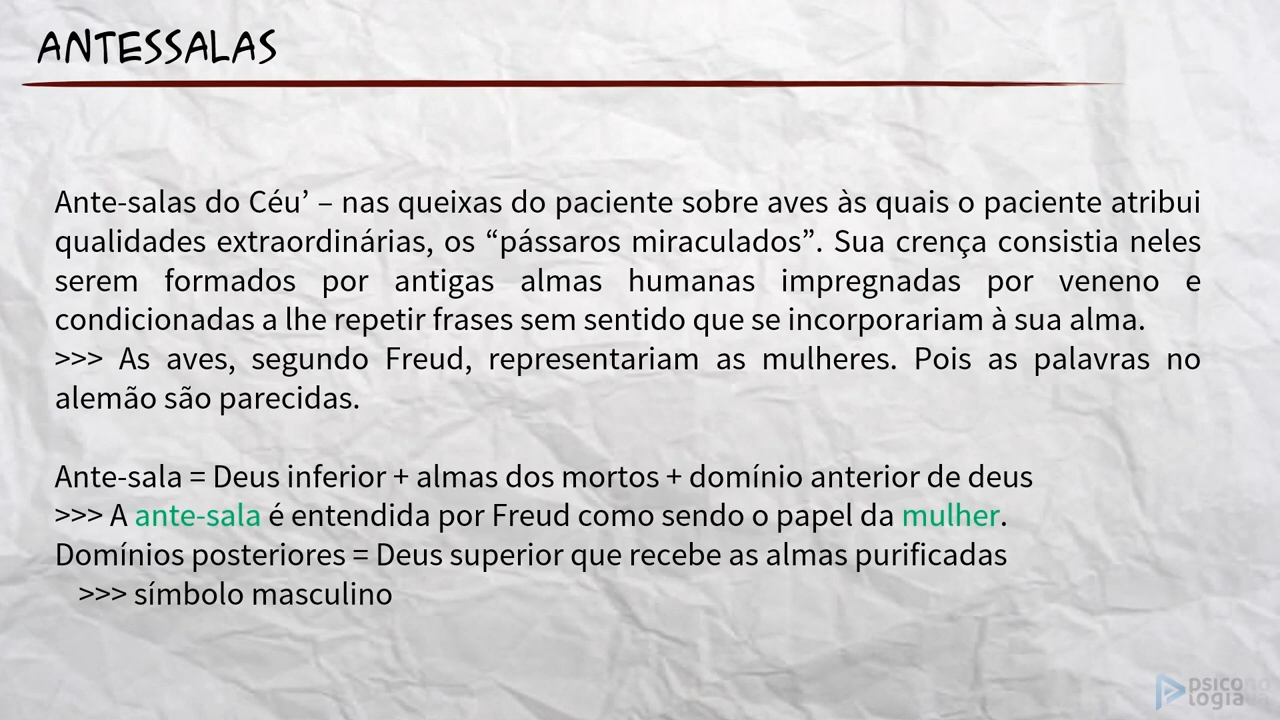 ANTESSALAS
Ante-salas do Céu’ – nas queixas do paciente sobre aves às quais o paciente atribui
qualidades extraordinárias, os “pássaros miraculados”. Sua crença consistia neles
serem formados por antigas almas humanas impregnadas por veneno e
condicionadas a lhe repetir frases sem sentido que se incorporariam à sua alma.
>>> As aves, segundo Freud, representariam as mulheres. Pois as palavras no
alemão são parecidas.
Ante-sala = Deus inferior + almas dos mortos + domínio anterior de deus
>>> A ante-sala é entendida por Freud como sendo o papel da mulher.
Domínios posteriores = Deus superior que recebe as almas purificadas
>>> símbolo masculino
psico
logia